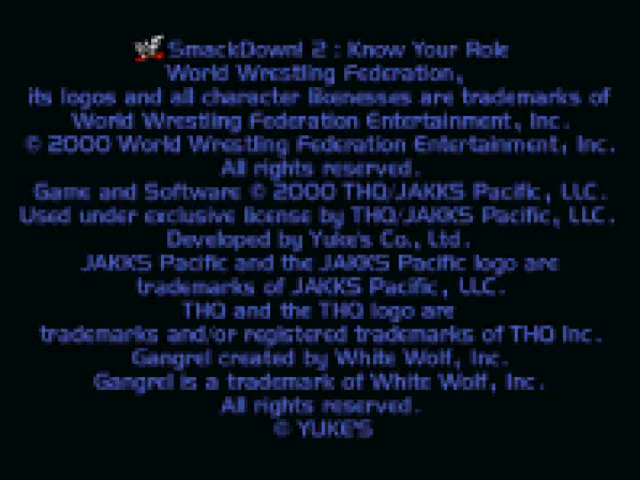 WF SmackDown! 2 : Know Your Role
World Wrestling Federation,
its logos and all character likenesses are trademarks of
World Wrestling Federation Entertainment, Inc.
© 2000 World Wrestling Federation Entertainment, Inc.
All rights reserved.
Game and Software © 2000 THQ/JAKKS Pacific, LLC.
Used under exclusive license by THQ/JAKKS Pacific, LLC.
Developed by Yuke's Co., Ltd.
JAKKS Pacific and the JAKKS Pacific logo are
trademarks of JAKKS Pacific, LLC.
THQ and the THQ logo are
trademarks and/or registered trademarks of THQ Inc.
Gangrel created by White Wolf, Inc.
Gangrel is a trademark of White Wolf, Inc.
All rights reserved.
© YUKE'S